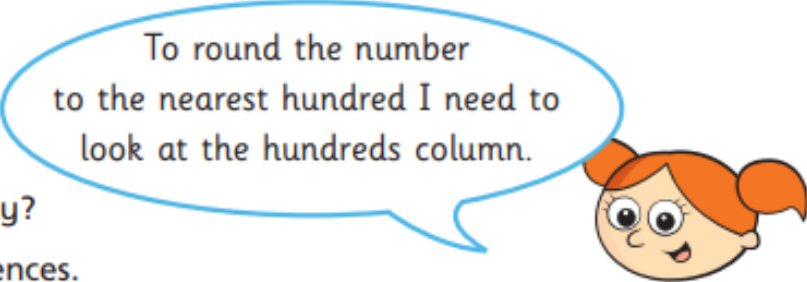 To round the number
to the nearest hundred I need to
look at the hundreds column.
y?
ences.